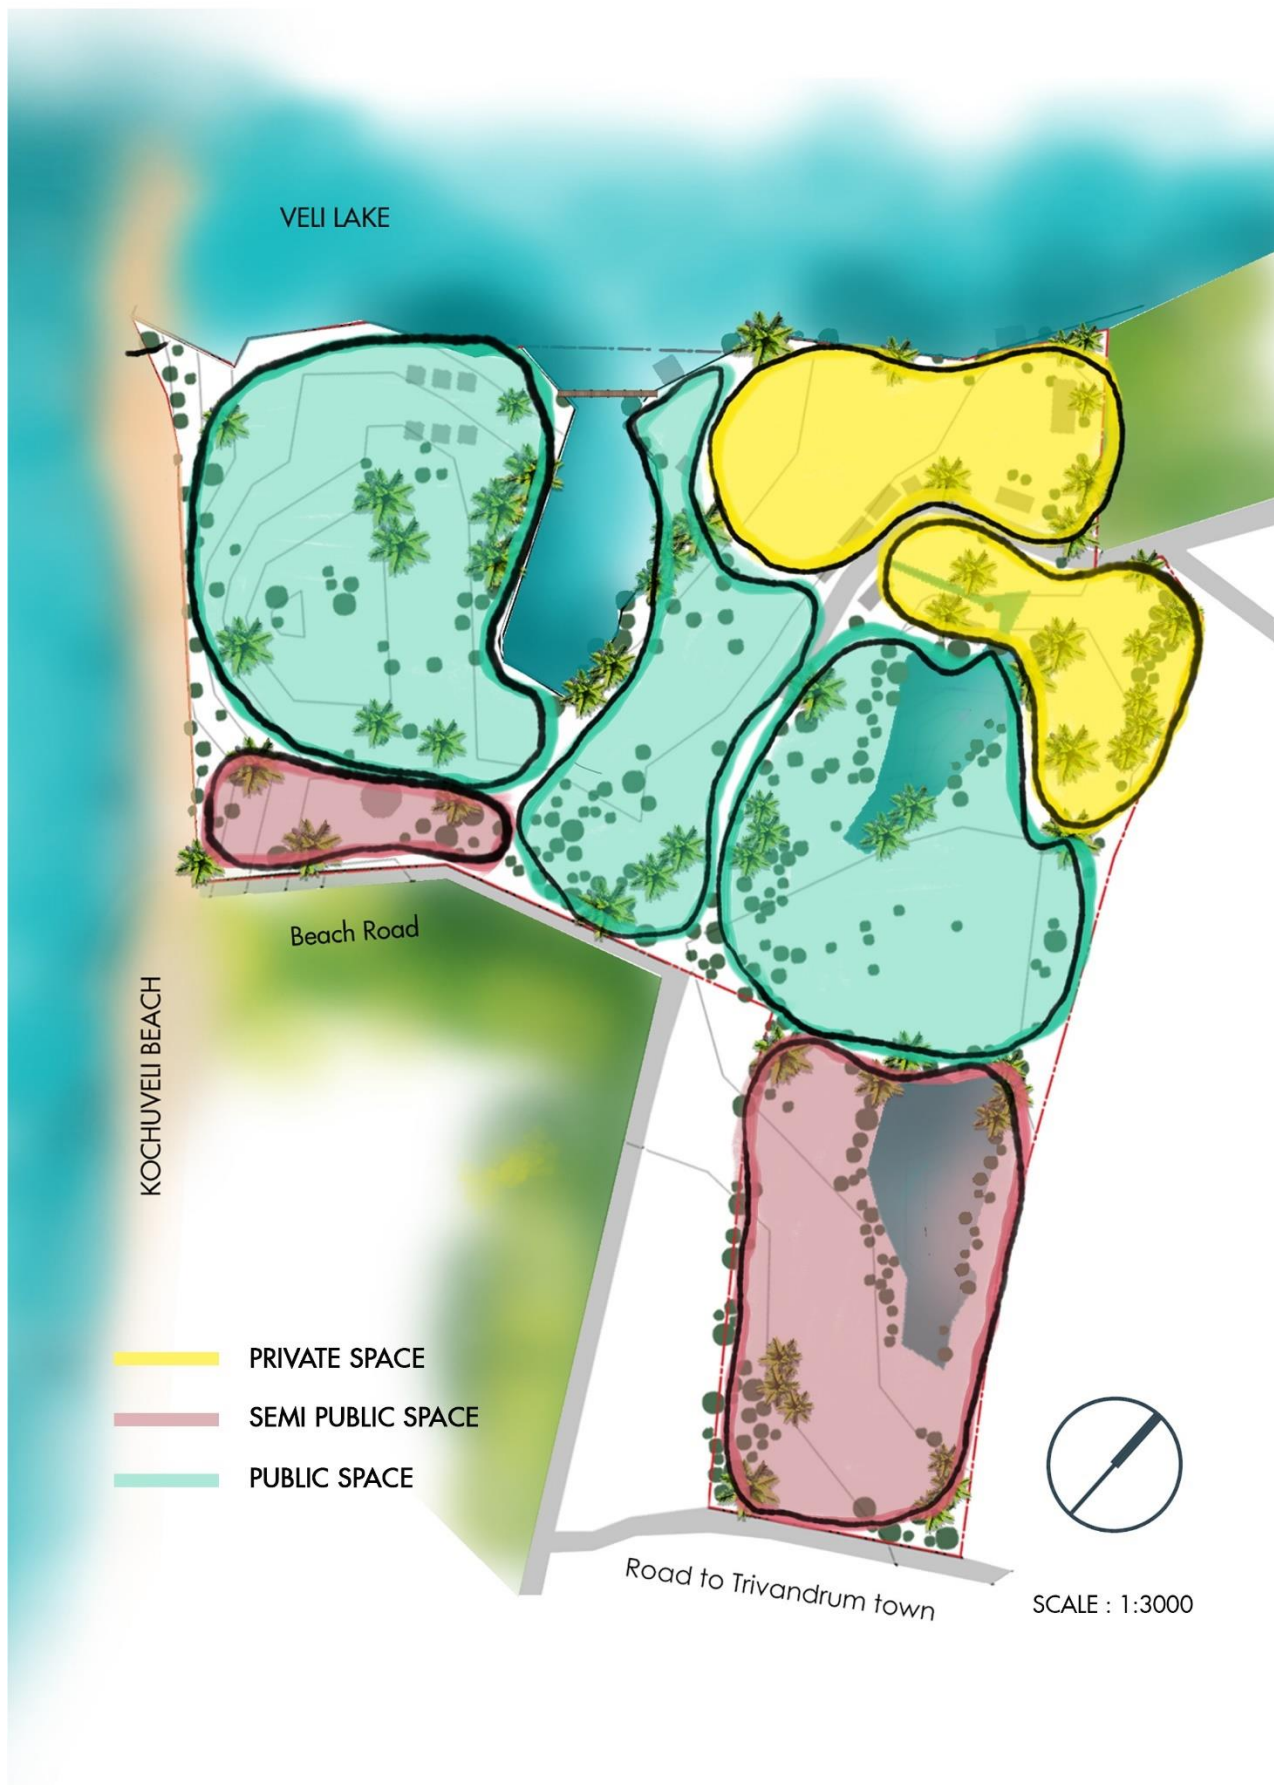 VELI LAKE
Beach Road
KOCHUVELI BEACH
PRIVATE SPACE
SEMI PUBLIC SPACE
PUBLIC SPACE
Road to Trivandrum town
SCALE : 1:3000